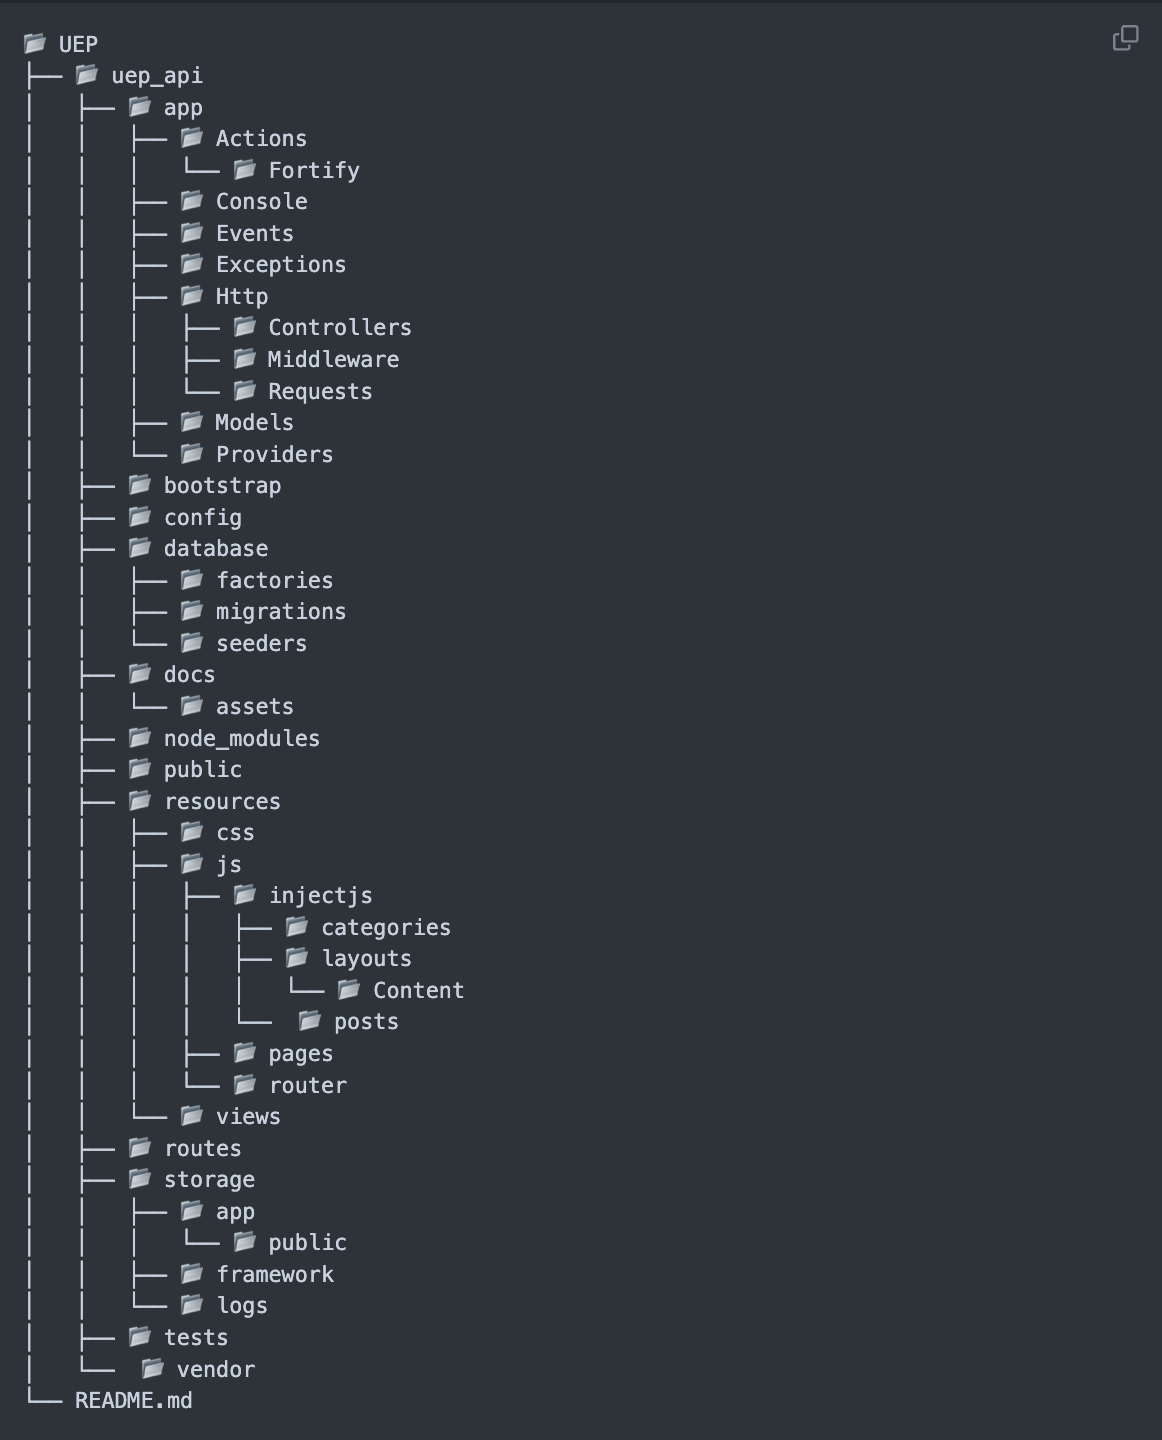 📂 UEP
├── 📂 uep_api
│   ├── 📂 app
│   │   ├── 📂 Actions
│   │   │   └── 📂 Fortify
│   │   ├── 📂 Console
│   │   ├── 📂 Events
│   │   ├── 📂 Exceptions
│   │   ├── 📂 Http
│   │   │   ├── 📂 Controllers
│   │   │   ├── 📂 Middleware
│   │   │   └── 📂 Requests
│   │   ├── 📂 Models
│   │   └── 📂 Providers
│   ├── 📂 bootstrap
│   ├── 📂 config
│   ├── 📂 database
│   │   ├── 📂 factories
│   │   ├── 📂 migrations
│   │   └── 📂 seeders
│   ├── 📂 docs
│   │   └── 📂 assets
│   ├── 📂 node_modules
│   ├── 📂 public
│   ├── 📂 resources
│   │   ├── 📂 css
│   │   ├── 📂 js
│   │   │   ├── 📂 injectjs
│   │   │   │   ├── 📂 categories
│   │   │   │   ├── 📂 layouts
│   │   │   │   │   └── 📂 Content
│   │   │   │   └──  📂 posts
│   │   │   ├── 📂 pages
│   │   │   └── 📂 router
│   │   └── 📂 views
│   ├── 📂 routes
│   ├── 📂 storage
│   │   ├── 📂 app
│   │   │   └── 📂 public
│   │   ├── 📂 framework
│   │   └── 📂 logs
│   ├── 📂 tests
│   └──  📂 vendor
└── README.md